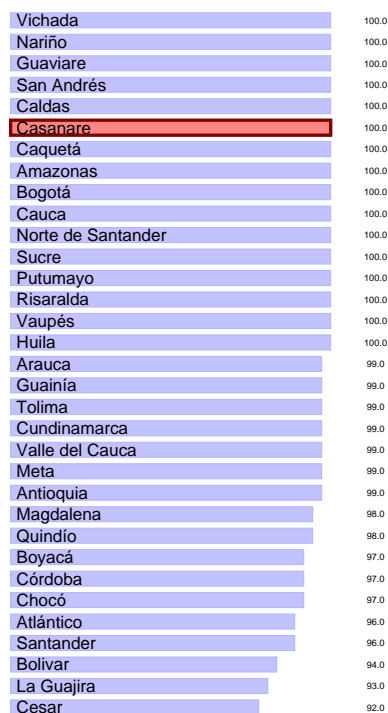 Vichada 100.0
Nariño 100.0
Guaviare 100.0
San Andrés 100.0
Caldas 100.0
Casanare 100.0
Caquetá 100.0
Amazonas 100.0
Bogotá 100.0
Cauca 100.0
Norte de Santander 100.0
Sucre 100.0
Putumayo 100.0
Risaralda 100.0
Vaupés 100.0
Huila 100.0
Arauca 99.0
Guainía 99.0
Tolima 99.0
Cundinamarca 99.0
Valle del Cauca 99.0
Meta 99.0
Antioquia 99.0
Magdalena 98.0
Quindío 98.0
Boyacá 97.0
Córdoba 97.0
Chocó 97.0
Atlántico 96.0
Santander 96.0
Bolivar 94.0
La Guajira 93.0
Cesar 92.0